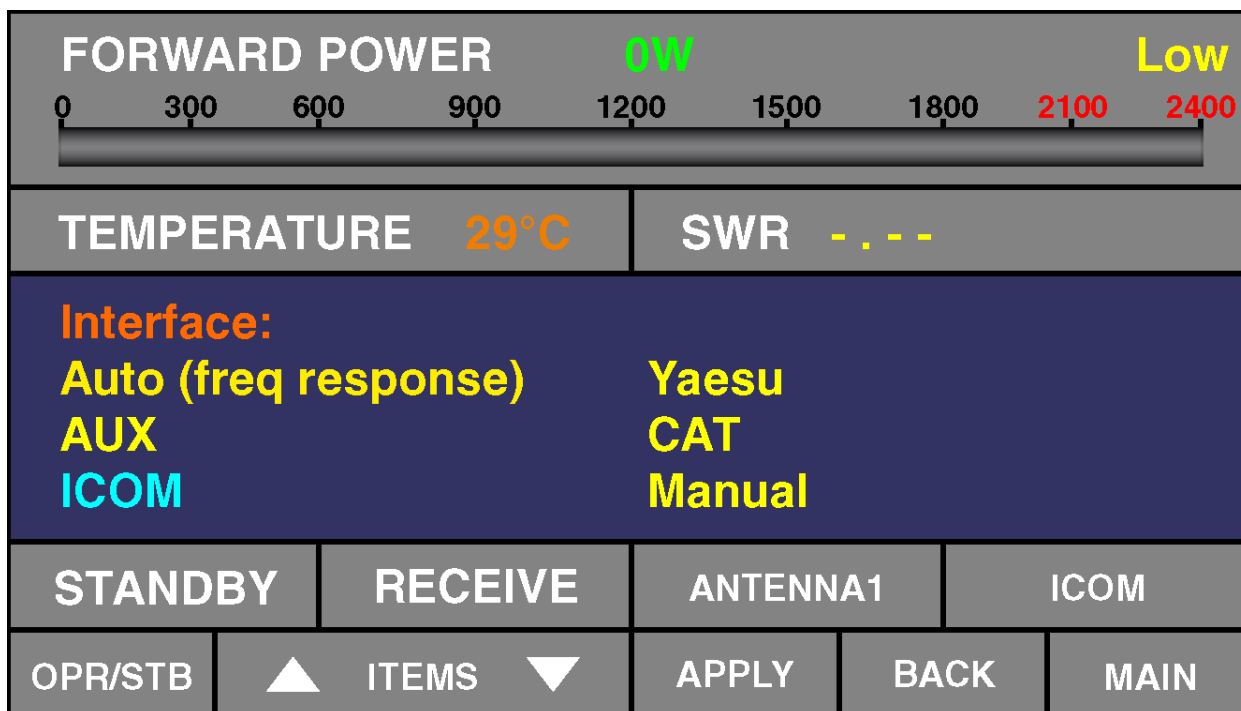 FORWARD POWER 0W Low
0 300 600 900 1200 1500 1800 2100 2400
TEMPERATURE 29°C SWR -.--
Interface:
Auto (freq response) Yaesu
AUX CAT
ICOM Manual
STANDBY RECEIVE ANTENNA1 ICOM
OPR/STB ▲ ITEMS ▼ APPLY BACK MAIN